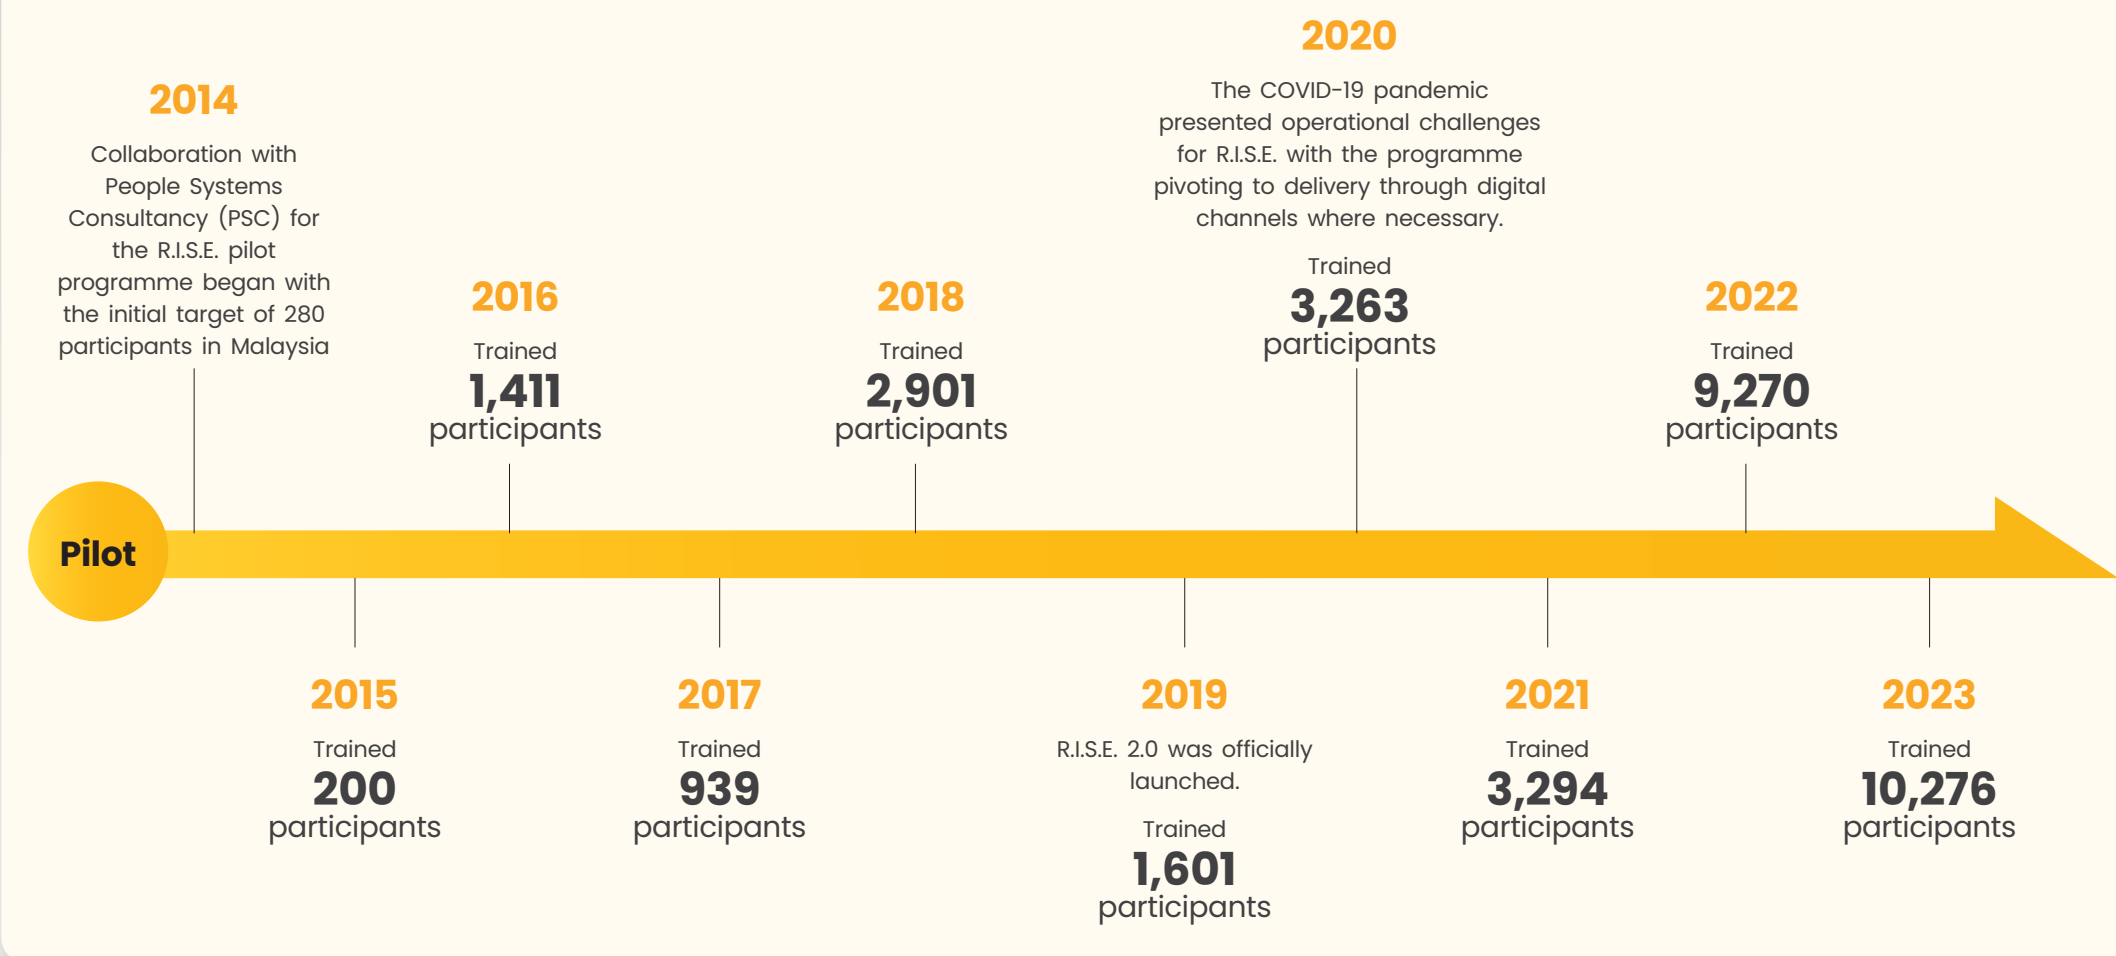 Pilot
2014
Collaboration with
People Systems
Consultancy (PSC) for
the R.I.S.E. pilot
programme began with
the initial target of 280
participants in Malaysia
2015
Trained
200
participants
2016
Trained
1,411
participants
2017
Trained
939
participants
2018
Trained
2,901
participants
2019
R.I.S.E. 2.0 was officially
launched.
Trained
1,601
participants
2020
The COVID-19 pandemic
presented operational challenges
for R.I.S.E. with the programme
pivoting to delivery through digital
channels where necessary.
Trained
3,263
participants
2021
Trained
3,294
participants
2022
Trained
9,270
participants
2023
Trained
10,276
participants